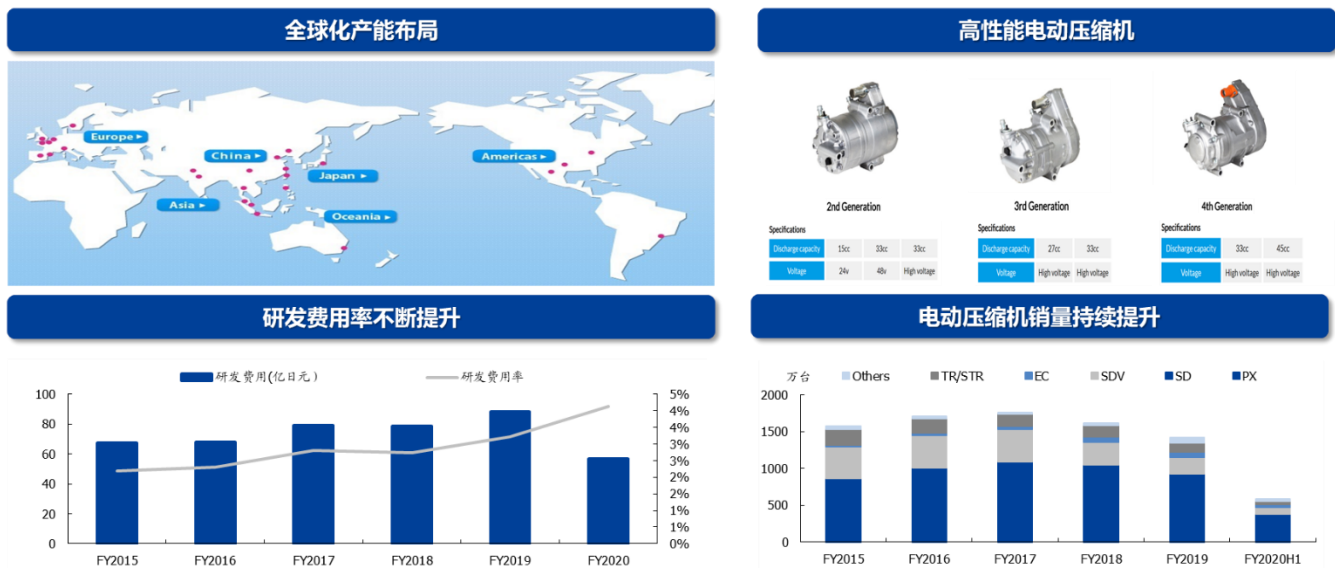 全球化产能布局
Europe
China
Japan
Asia
Oceania
Americas
高性能电动压缩机
2nd Generation
3rd Generation
4th Generation
Specifications
Discharge capacity 15cc 33cc 33cc
Voltage 24v 48v High voltage
Specifications
Discharge capacity 27cc 33cc
Voltage High voltage High voltage
Specifications
Discharge capacity 33cc 45cc
Voltage High voltage High voltage
研发费用率不断提升
研发费用(亿日元) 研发费用率
100
80
60
40
20
0
5%
4%
4%
3%
3%
2%
2%
1%
1%
0%
FY2015 FY2016 FY2017 FY2018 FY2019 FY2020
电动压缩机销量持续提升
万台 Others TR/STR EC SDV SD PX
2000
1500
1000
500
0
FY2015 FY2016 FY2017 FY2018 FY2019 FY2020H1